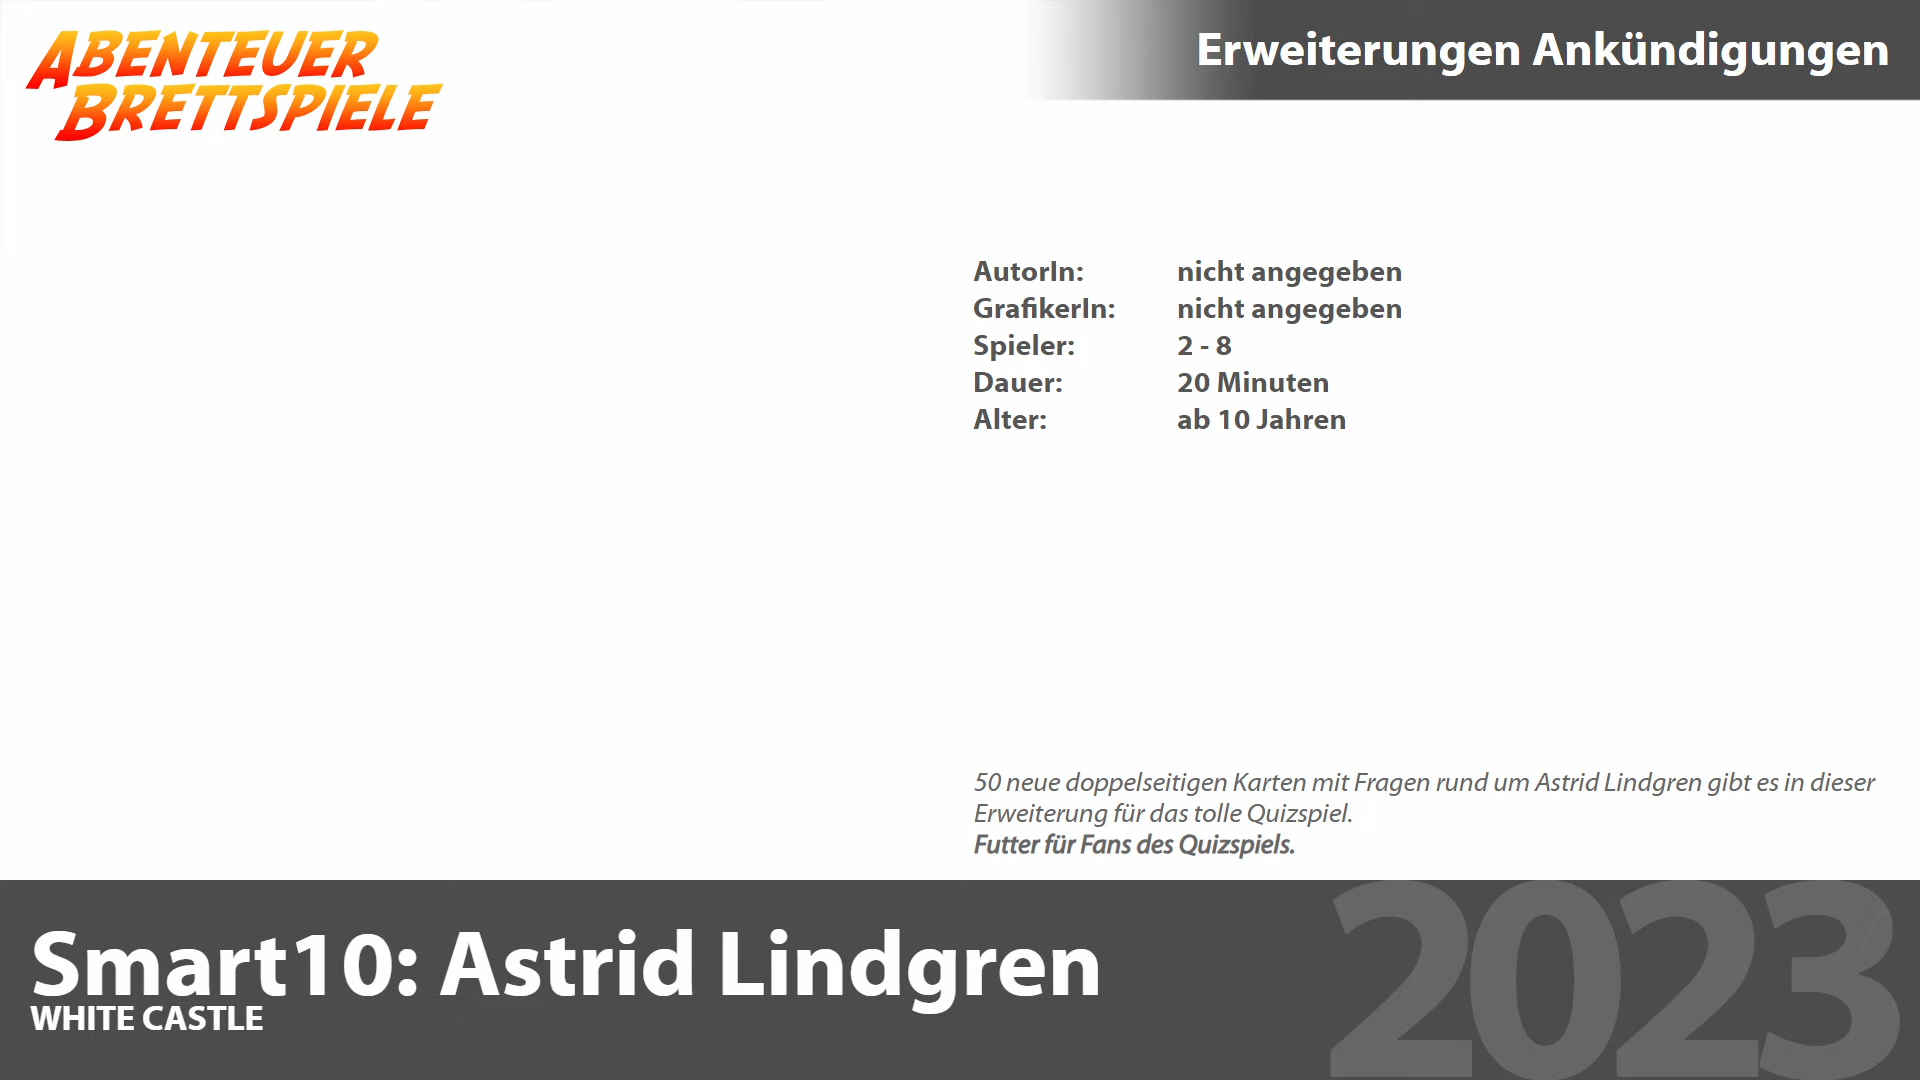 ABENTEUER
BRETTSPIELE
Erweiterungen Ankündigungen
AutorIn: nicht angegeben
GrafikerIn: nicht angegeben
Spieler: 2 - 8
Dauer: 20 Minuten
Alter: ab 10 Jahren
50 neue doppelseitigen Karten mit Fragen rund um Astrid Lindgren gibt es in dieser
Erweiterung für das tolle Quizspiel.
Futter für Fans des Quizspiels.
Smart10: Astrid Lindgren
WHITE CASTLE
2023